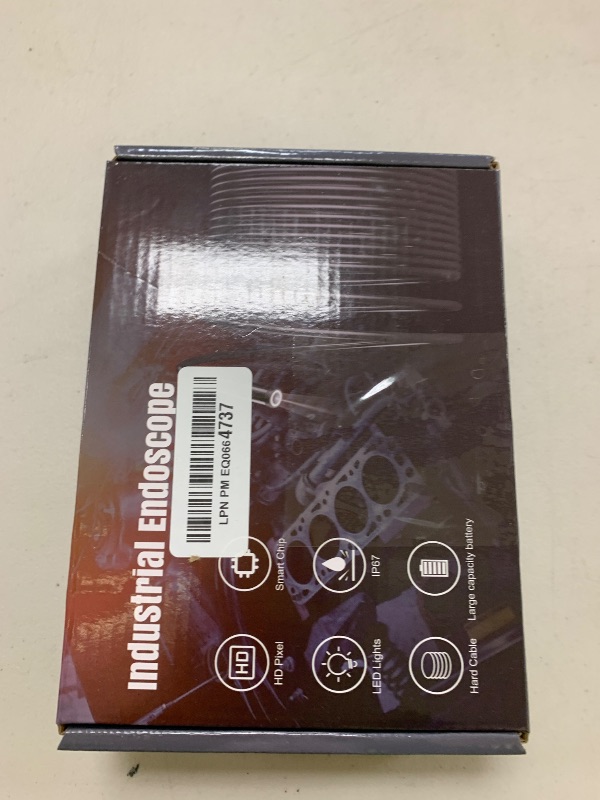 Industrial Endoscope
LPN PM EQ0664737
HD
HD Pixel
Smart Chip
LED Lights
IP67
Hard Cable
Large capacity battery